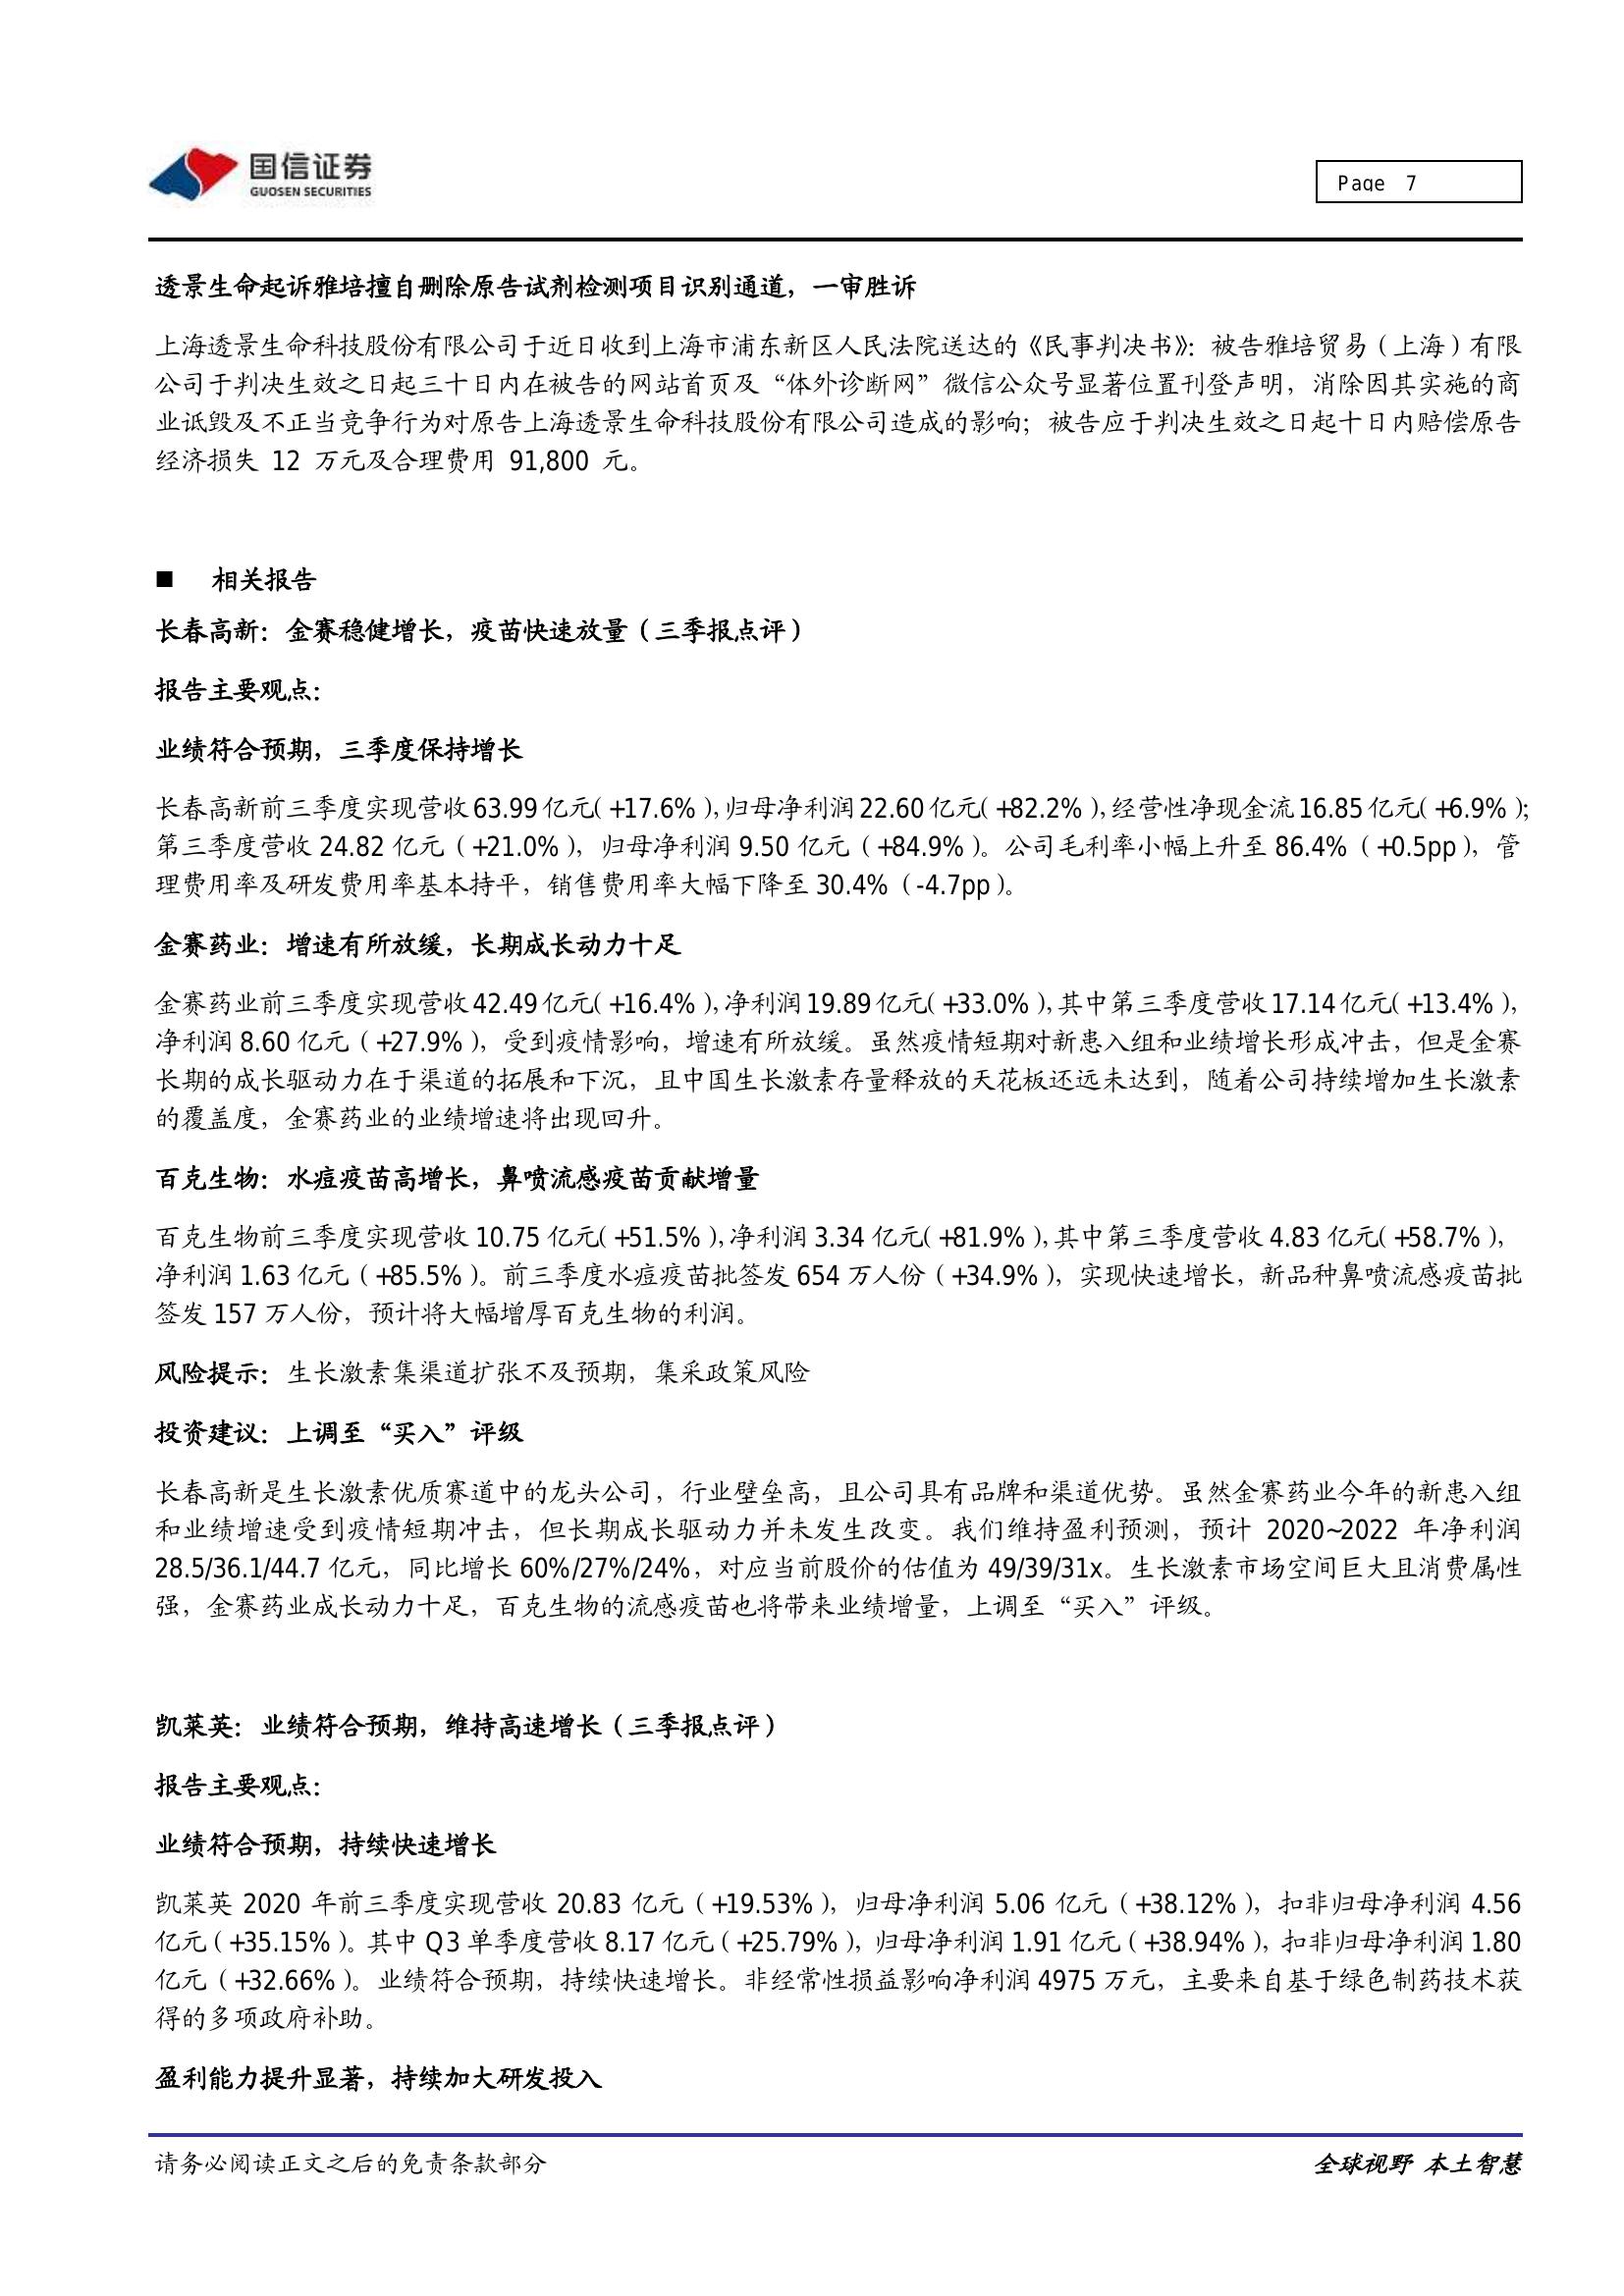 国信证券
GUOSEN SECURITIES
Page 7
透景生命起诉雅培擅自删除原告试剂检测项目识别通道，一审胜诉
上海透景生命科技股份有限公司于近日收到上海市浦东新区人民法院送达的《民事判决书》：被告雅培贸易（上海）有限
公司于判决生效之日起三十日内在被告的网站首页及“体外诊断网”微信公众号显著位置刊登声明，消除因其实施的商
业诋毁及不正当竞争行为对原告上海透景生命科技股份有限公司造成的影响；被告应于判决生效之日起十日内赔偿原告
经济损失 12 万元及合理费用 91,800 元。
■ 相关报告
长春高新：金赛稳健增长，疫苗快速放量（三季报点评）
报告主要观点：
业绩符合预期，三季度保持增长
长春高新前三季度实现营收 63.99 亿元（+17.6%），归母净利润 22.60 亿元（+82.2%），经营性净现金流 16.85 亿元（+6.9%）；
第三季度营收 24.82 亿元（+21.0%），归母净利润 9.50 亿元（+84.9%）。公司毛利率小幅上升至 86.4%（+0.5pp），管
理费用率及研发费用率基本持平，销售费用率大幅下降至 30.4%（-4.7pp）。
金赛药业：增速有所放缓，长期成长动力十足
金赛药业前三季度实现营收 42.49 亿元（+16.4%），净利润 19.89 亿元（+33.0%），其中第三季度营收 17.14 亿元（+13.4%），
净利润 8.60 亿元（+27.9%），受到疫情影响，增速有所放缓。虽然疫情短期对新患入组和业绩增长形成冲击，但是金赛
长期的成长驱动力在于渠道的拓展和下沉，且中国生长激素存量释放的天花板还远未达到，随着公司持续增加生长激素
的覆盖度，金赛药业的业绩增速将出现回升。
百克生物：水痘疫苗高增长，鼻喷流感疫苗贡献增量
百克生物前三季度实现营收 10.75 亿元（+51.5%），净利润 3.34 亿元（+81.9%），其中第三季度营收 4.83 亿元（+58.7%），
净利润 1.63 亿元（+85.5%）。前三季度水痘疫苗批签发 654 万人份（+34.9%），实现快速增长，新品种鼻喷流感疫苗批
签发 157 万人份，预计将大幅增厚百克生物的利润。
风险提示：生长激素集渠道扩张不及预期，集采政策风险
投资建议：上调至“买入”评级
长春高新是生长激素优质赛道中的龙头公司，行业壁垒高，且公司具有品牌和渠道优势。虽然金赛药业今年的新患入组
和业绩增速受到疫情短期冲击，但长期成长驱动力并未发生改变。我们维持盈利预测，预计 2020~2022 年净利润
28.5/36.1/44.7 亿元，同比增长 60%/27%/24%，对应当前股价的估值为 49/39/31x。生长激素市场空间巨大且消费属性
强，金赛药业成长动力十足，百克生物的流感疫苗也将带来业绩增量，上调至“买入”评级。
凯莱英：业绩符合预期，维持高速增长（三季报点评）
报告主要观点：
业绩符合预期，持续快速增长
凯莱英 2020 年前三季度实现营收 20.83 亿元（+19.53%），归母净利润 5.06 亿元（+38.12%），扣非归母净利润 4.56
亿元（+35.15%）。其中 Q3 单季度营收 8.17 亿元（+25.79%），归母净利润 1.91 亿元（+38.94%），扣非归母净利润 1.80
亿元（+32.66%）。业绩符合预期，持续快速增长。非经常性损益影响净利润 4975 万元，主要来自基于绿色制药技术获
得的多项政府补助。
盈利能力提升显著，持续加大研发投入
请务必阅读正文之后的免责条款部分
全球视野 本土智慧